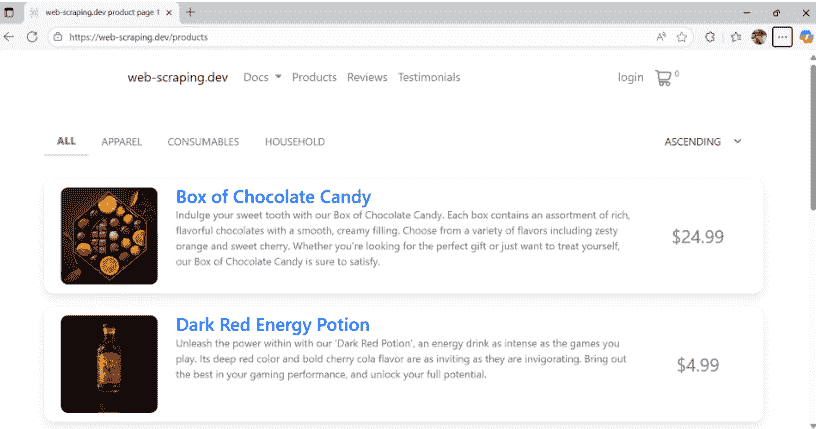 web-scraping.dev product page 1
https://web-scraping.dev/products
web-scraping.dev Docs Products Reviews Testimonials login 0
ALL APPAREL CONSUMABLES HOUSEHOLD ASCENDING
Box of Chocolate Candy
Indulge your sweet tooth with our Box of Chocolate Candy. Each box contains an assortment of rich,
flavorful chocolates with a smooth, creamy filling. Choose from a variety of flavors including zesty
orange and sweet cherry. Whether you're looking for the perfect gift or just want to treat yourself,
our Box of Chocolate Candy is sure to satisfy.
$24.99
Dark Red Energy Potion
Unleash the power within with our 'Dark Red Potion', an energy drink as intense as the games you
play. Its deep red color and bold cherry cola flavor are as inviting as they are invigorating. Bring out
the best in your gaming performance, and unlock your full potential.
$4.99